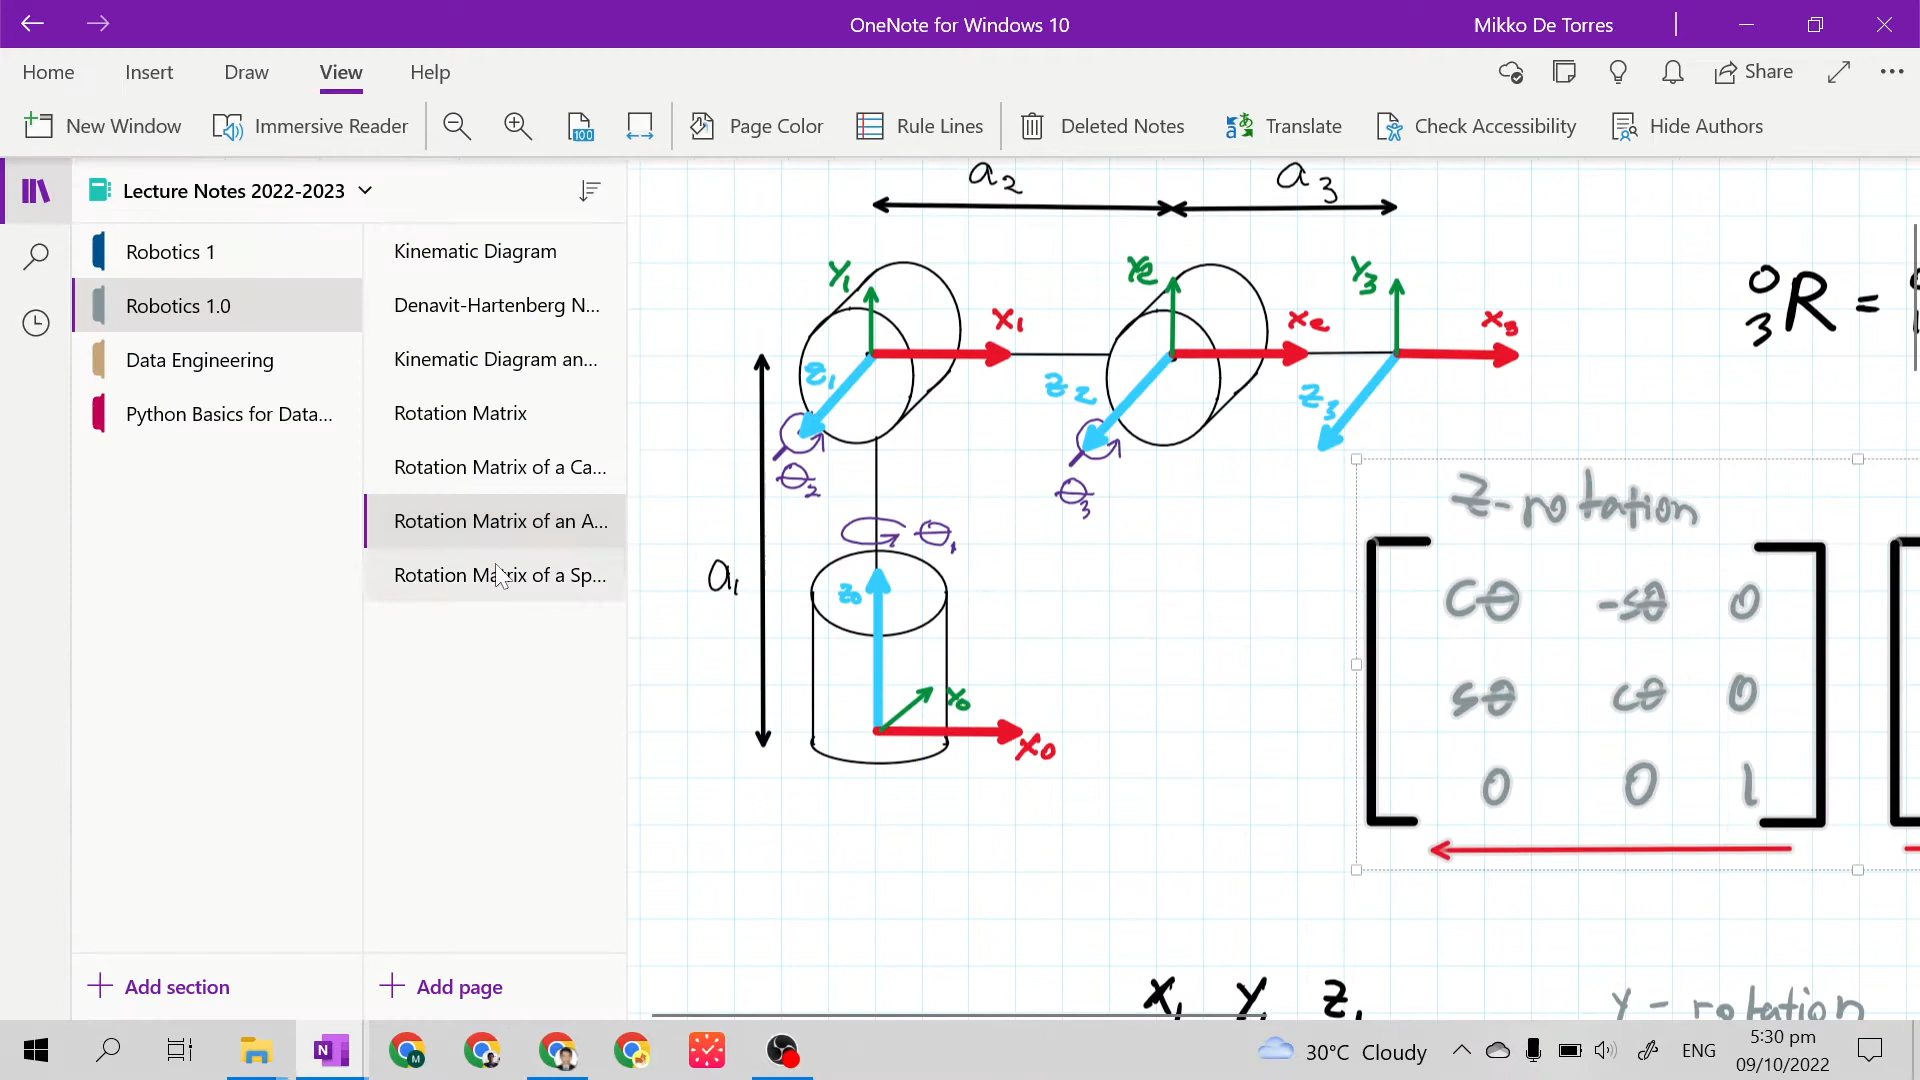 OneNote for Windows 10
Mikko De Torres
Home Insert Draw View Help
Share
New Window Immersive Reader 100 Page Color Rule Lines Deleted Notes Translate Check Accessibility Hide Authors
Lecture Notes 2022-2023
Robotics 1
Robotics 1.0
Data Engineering
Python Basics for Data...
Kinematic Diagram
Denavit-Hartenberg N...
Kinematic Diagram an...
Rotation Matrix
Rotation Matrix of a Ca...
Rotation Matrix of an A...
Rotation Matrix of a Sp...
Add section
Add page
a2 a3
Y1 Y2 Y3
X1 X2 X3
Z1 Z2 Z3
θ2 θ3
θ1
a1
Z0
Y0
X0
0 3 R =
Z-rotation
Cθ -Sθ 0
Sθ Cθ 0
0 0 1
X1 Y1 Z1
Y - rotation
30°C Cloudy
ENG
5:30 pm
09/10/2022